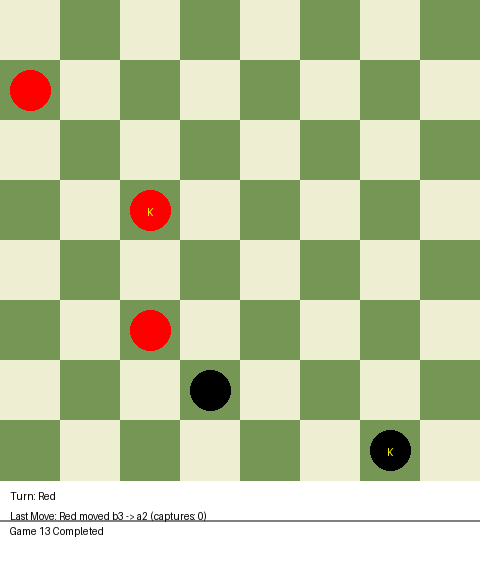 K
K
Turn: Red
Last Move: Red moved b3 -> a2 (captures: 0)
Game 13 Completed